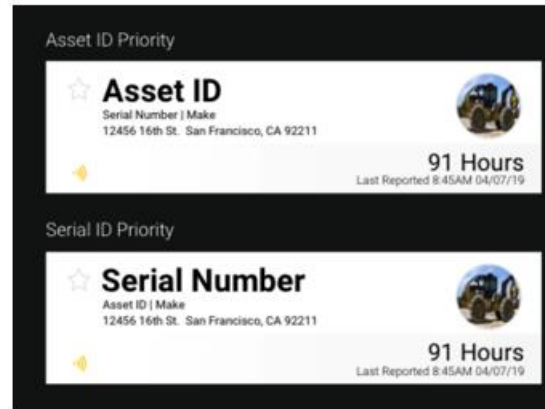 Asset ID Priority
Asset ID
Serial Number | Make
12456 16th St.  San Francisco, CA 92211
91 Hours
Last Reported 8:45AM 04/07/19
Serial ID Priority
Serial Number
Asset ID | Make
12456 16th St.  San Francisco, CA 92211
91 Hours
Last Reported 8:45AM 04/07/19